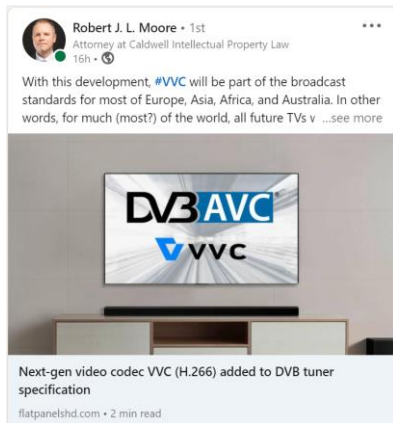 Robert J. L. Moore • 1st
Attorney at Caldwell Intellectual Property Law
16h •
With this development, #VVC will be part of the broadcast
standards for most of Europe, Asia, Africa, and Australia. In other
words, for much (most?) of the world, all future TVs v ...see more
DVB AVC
VVC
Next-gen video codec VVC (H.266) added to DVB tuner
specification
flatpanelshd.com • 2 min read